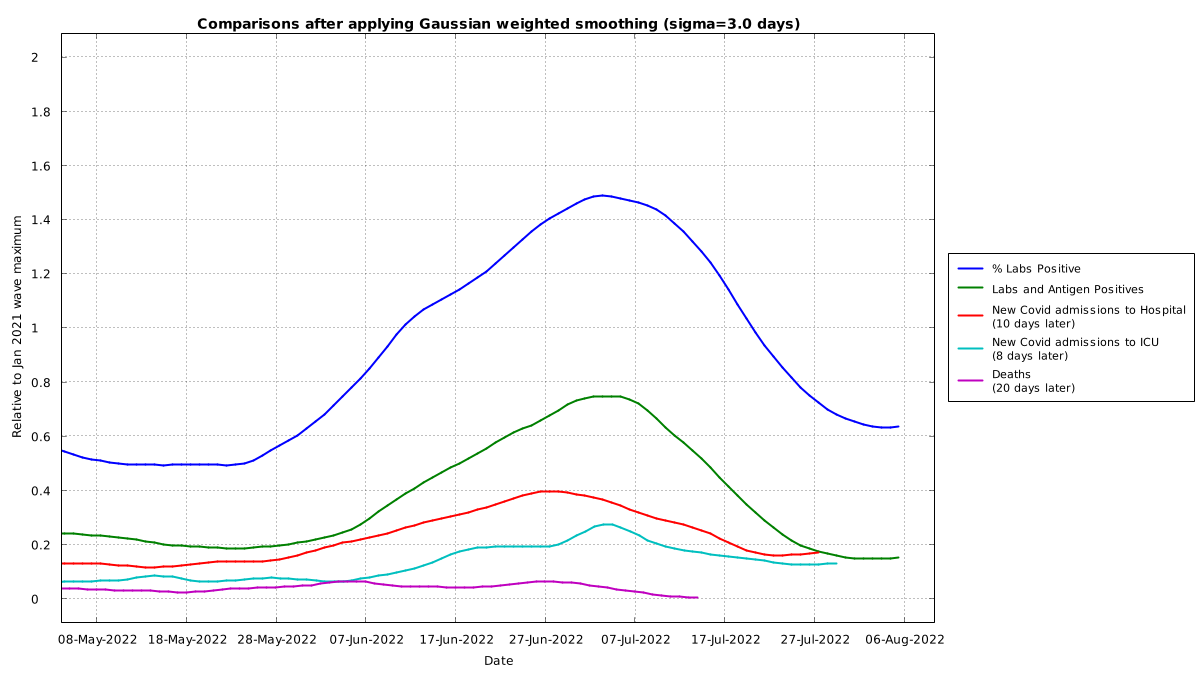 Comparisons after applying Gaussian weighted smoothing (sigma=3.0 days)
Relative to Jan 2021 wave maximum
2
1.8
1.6
1.4
1.2
1
0.8
0.6
0.4
0.2
0
08-May-2022 18-May-2022 28-May-2022 07-Jun-2022 17-Jun-2022 27-Jun-2022 07-Jul-2022 17-Jul-2022 27-Jul-2022 06-Aug-2022
Date
% Labs Positive
Labs and Antigen Positives
New Covid admissions to Hospital
(10 days later)
New Covid admissions to ICU
(8 days later)
Deaths
(20 days later)